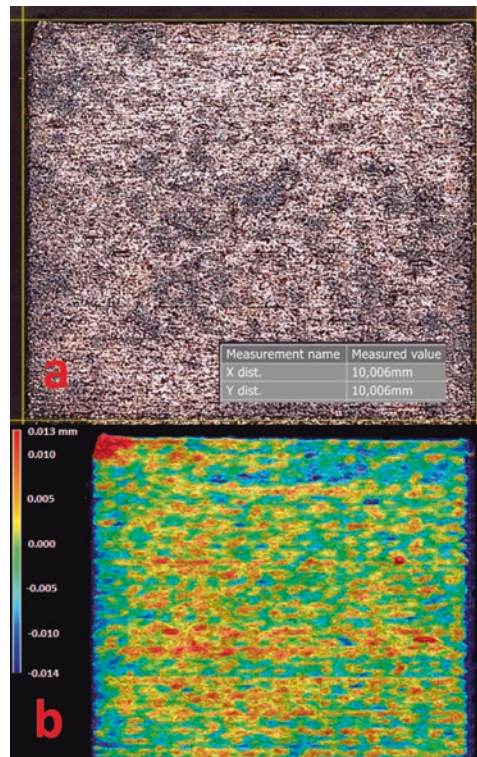 a
Measurement name Measured value
X dist. 10,006mm
Y dist. 10,006mm
0.013 mm
0.010
0.005
0.000
-0.005
-0.010
-0.014
b